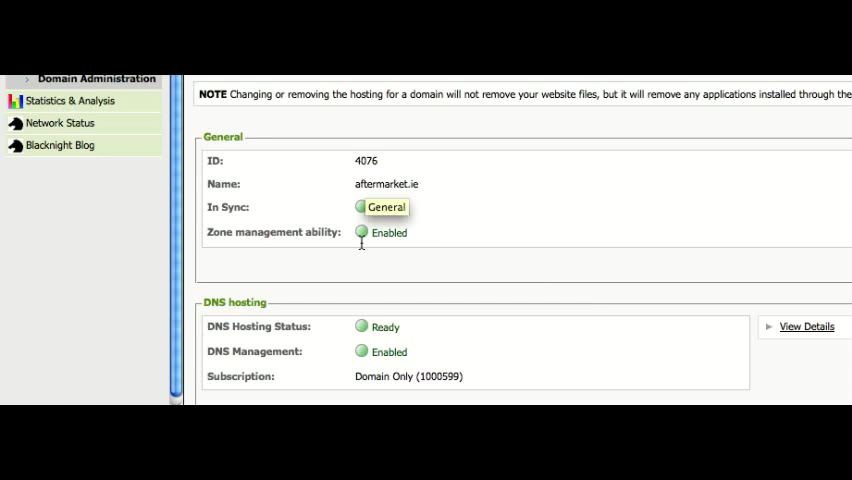 Domain Administration
Statistics & Analysis
Network Status
Blacknight Blog
NOTE Changing or removing the hosting for a domain will not remove your website files, but it will remove any applications installed through the
General
ID: 4076
Name: aftermarket.ie
In Sync:
General
Zone management ability: Enabled
DNS hosting
DNS Hosting Status: Ready
View Details
DNS Management: Enabled
Subscription: Domain Only (1000599)